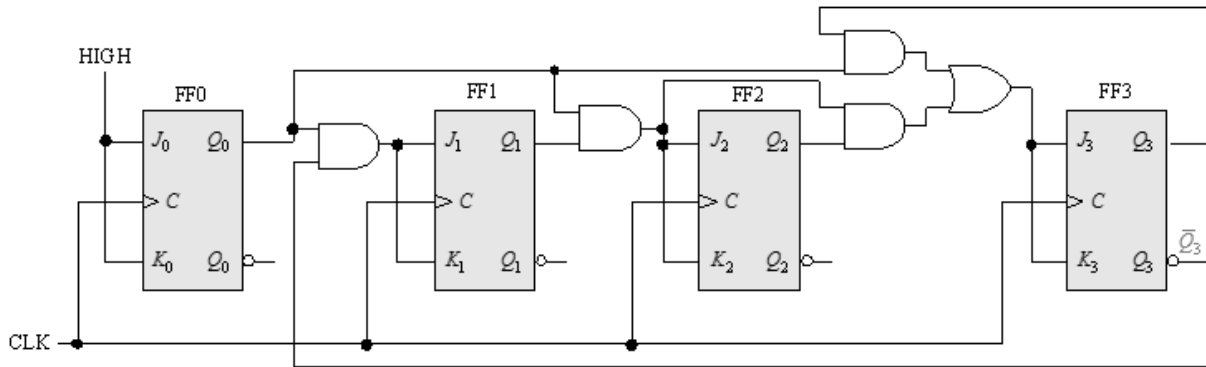 HIGH
FF0
FF1
FF2
FF3
J₀ Q₀
J₁ Q₁
J₂ Q₂
J₃ Q₃
C
C
C
C
K₀ Q₀
K₁ Q₁
K₂ Q₂
K₃ Q₃
Q̅₃
CLK